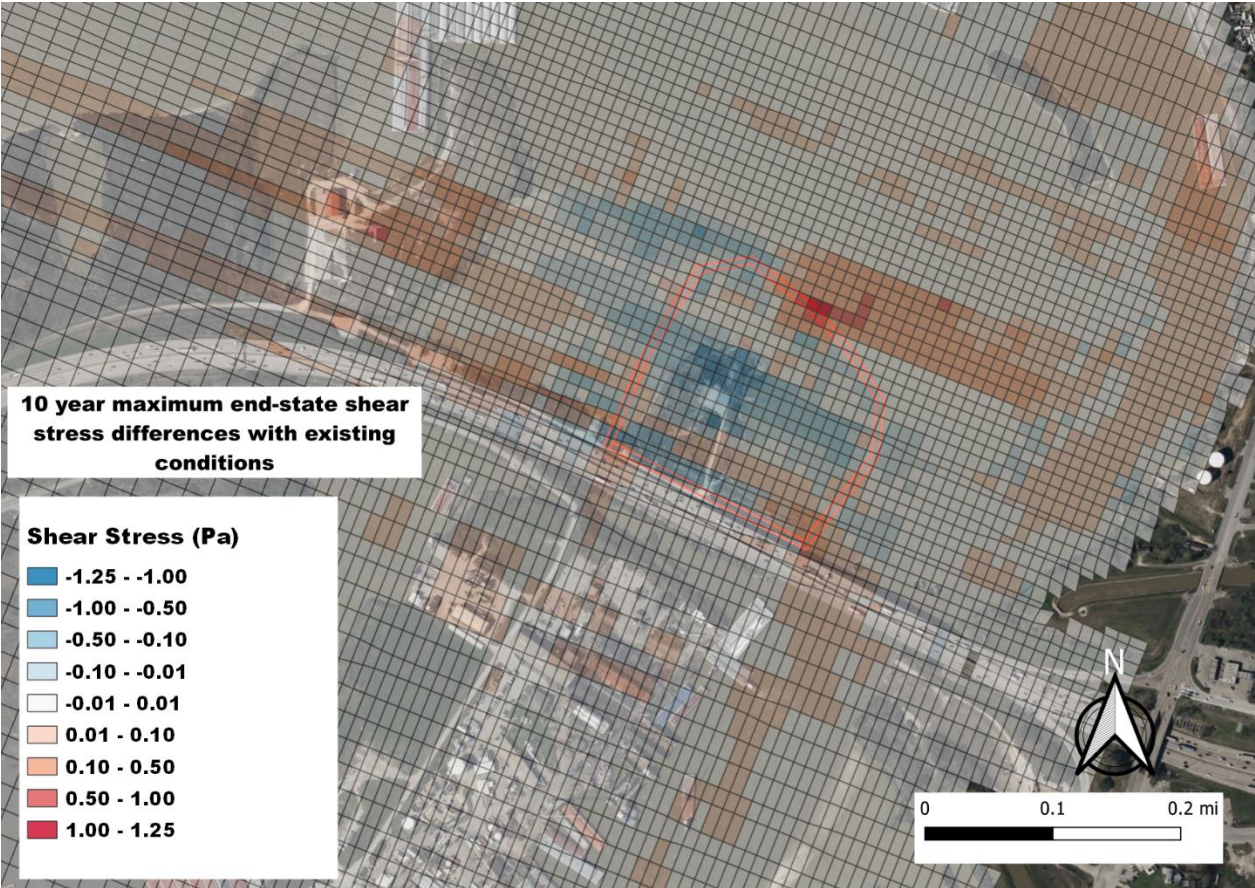 10 year maximum end-state shear
stress differences with existing
conditions
Shear Stress (Pa)
-1.25 - -1.00
-1.00 - -0.50
-0.50 - -0.10
-0.10 - -0.01
-0.01 - 0.01
0.01 - 0.10
0.10 - 0.50
0.50 - 1.00
1.00 - 1.25
N
0 0.1 0.2 mi